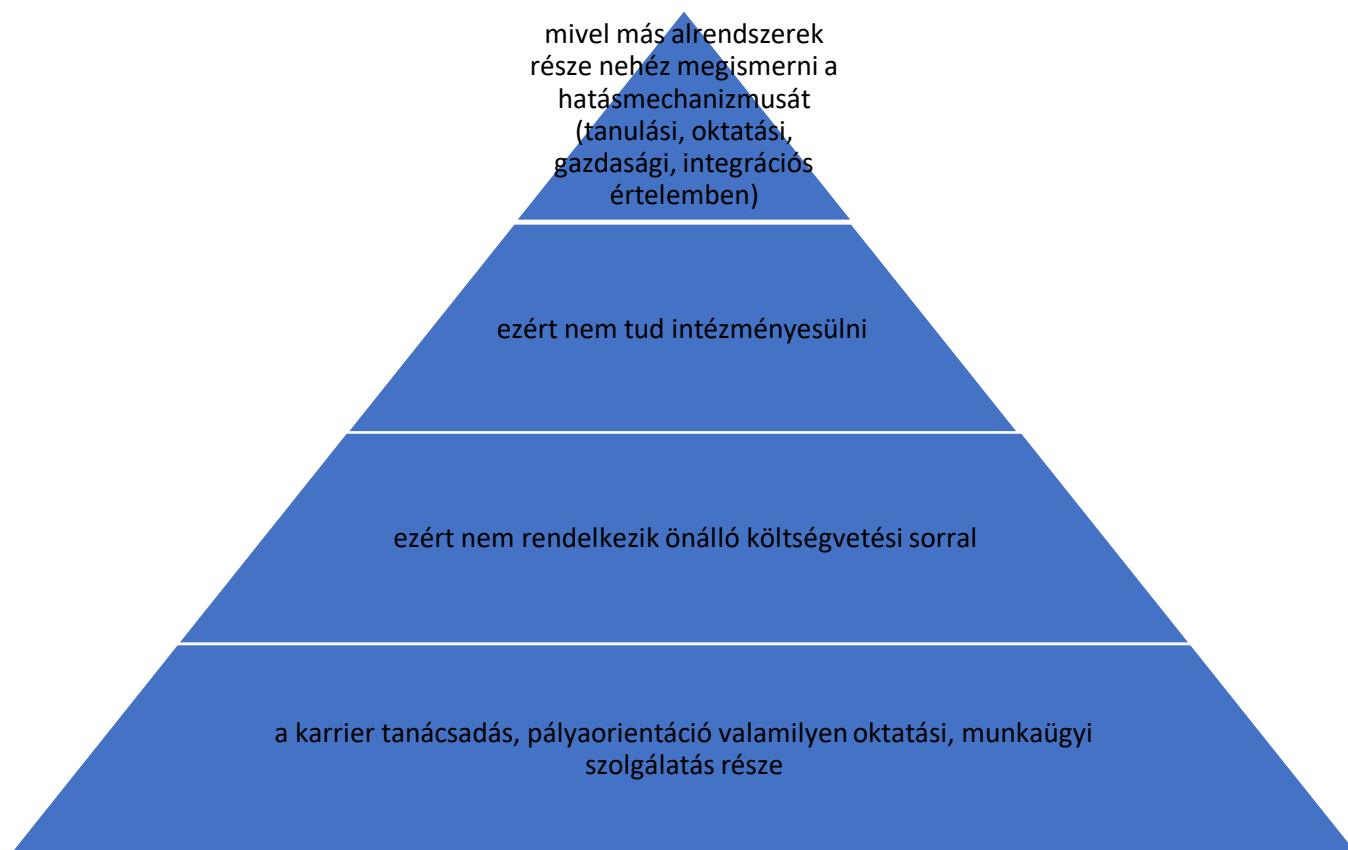 mivel más alrendszerek
része nehéz megismerni a
hatásmechanizmusát
(tanulási, oktatási,
gazdasági, integrációs
értelemben)
ezért nem tud intézményesülni
ezért nem rendelkezik önálló költségvetési sorral
a karrier tanácsadás, pályaorientáció valamilyen oktatási, munkaügyi
szolgálatás része